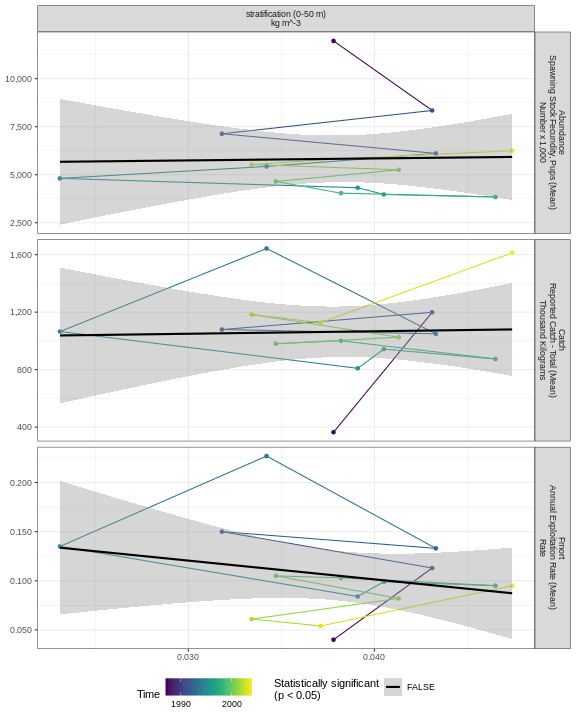 stratification (0-50 m)
kg m^-3
10,000
7,500
5,000
2,500
Abundance
Spawning Stock Fecundity, Pups (Mean)
Number x 1,000
1,600
1,200
800
400
Catch
Reported Catch - Total (Mean)
Thousand Kilograms
0.200
0.150
0.100
0.050
Fmort
Annual Exploitation Rate (Mean)
Rate
0.030
0.040
Time
1990
2000
Statistically significant
(p < 0.05)
FALSE